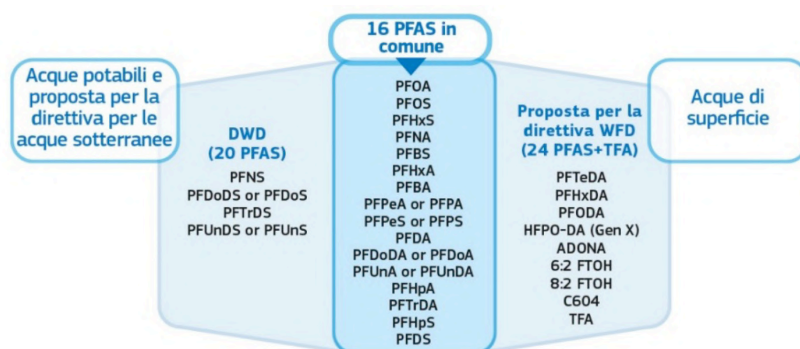 16 PFAS in
comune
Acque potabili e
proposta per la
direttiva per le
acque sotterranee
DWD
(20 PFAS)
PFNS
PFDoDS or PFDoS
PFTrDS
PFUnDS or PFUnS
PFOA
PFOS
PFHxS
PFNA
PFBS
PFHxA
PFBA
PFPeA or PFPA
PFPeS or PFPS
PFDA
PFDoDA or PFDoA
PFUnA or PFUnDA
PFHpA
PFTrDA
PFHpS
PFDS
Proposta per la
direttiva WFD
(24 PFAS+TFA)
PFTeDA
PFHxDA
PFODA
HFPO-DA (Gen X)
ADONA
6:2 FTOH
8:2 FTOH
C6O4
TFA
Acque di
superficie